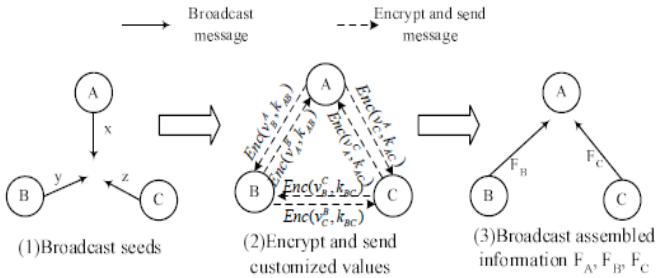 Broadcast message
Encrypt and send message
A
x
y
z
B
C
(1)Broadcast seeds
A
Enc(v_B^A, k_AB)
Enc(v_A^B, k_AB)
Enc(v_C^A, k_AC)
Enc(v_A^C, k_AC)
B
Enc(v_B^C, k_BC)
C
Enc(v_C^B, k_BC)
(2)Encrypt and send
customized values
A
F_B
F_C
B
C
(3)Broadcast assembled
information F_A, F_B, F_C